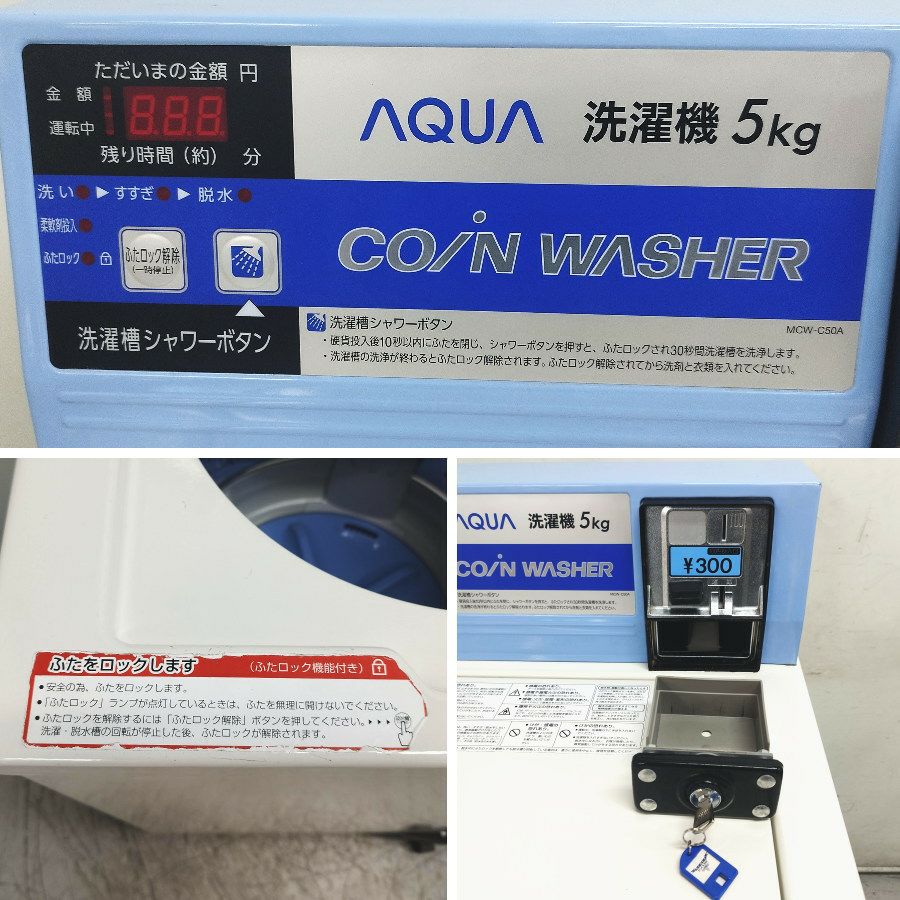 ただいまの金額 円
金 額
運転中
888
残り時間（約） 分
AQUA 洗濯機 5kg
洗い ▶ すすぎ ▶ 脱水
柔軟剤投入
ふたロック
ふたロック解除
（一時停止）
COIN WASHER
洗濯槽シャワーボタン
洗濯槽シャワーボタン
MCW-C50A
・硬貨投入後10秒以内にふたを閉じ、シャワーボタンを押すと、ふたロックされ30秒間洗濯槽を洗浄します。
・洗濯槽の洗浄が終わるとふたロック解除されます。ふたロック解除されてから洗剤と衣類を入れてください。
ふたをロックします （ふたロック機能付き）
●安全の為、ふたをロックします。
●「ふたロック」ランプが点灯しているときは、ふたを無理に開けないでください。
●ふたロックを解除するには「ふたロック解除」ボタンを押してください。▶▶▶
洗濯・脱水槽の回転が停止した後、ふたロックが解除されます。
AQUA 洗濯機 5kg
COIN WASHER
洗濯槽シャワーボタン
MCW-C50A
¥300